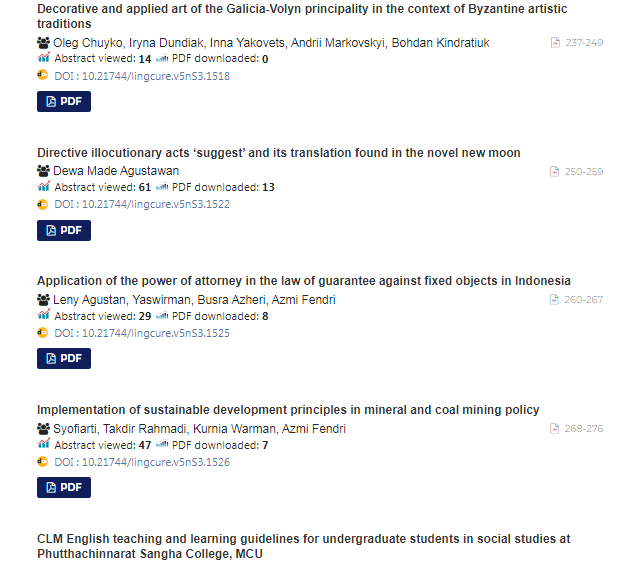 Decorative and applied art of the Galicia-Volyn principality in the context of Byzantine artistic
traditions
Oleg Chuyko, Iryna Dundiak, Inna Yakovets, Andrii Markovskyi, Bohdan Kindratiuk 237-249
Abstract viewed: 14 PDF downloaded: 0
DOI : 10.21744/lingcure.v5nS3.1518
PDF
Directive illocutionary acts ‘suggest’ and its translation found in the novel new moon
Dewa Made Agustawan 250-259
Abstract viewed: 61 PDF downloaded: 13
DOI : 10.21744/lingcure.v5nS3.1522
PDF
Application of the power of attorney in the law of guarantee against fixed objects in Indonesia
Leny Agustan, Yaswirman, Busra Azheri, Azmi Fendri 260-267
Abstract viewed: 29 PDF downloaded: 8
DOI : 10.21744/lingcure.v5nS3.1525
PDF
Implementation of sustainable development principles in mineral and coal mining policy
Syofiarti, Takdir Rahmadi, Kurnia Warman, Azmi Fendri 268-276
Abstract viewed: 47 PDF downloaded: 7
DOI : 10.21744/lingcure.v5nS3.1526
PDF
CLM English teaching and learning guidelines for undergraduate students in social studies at
Phutthachinnarat Sangha College, MCU